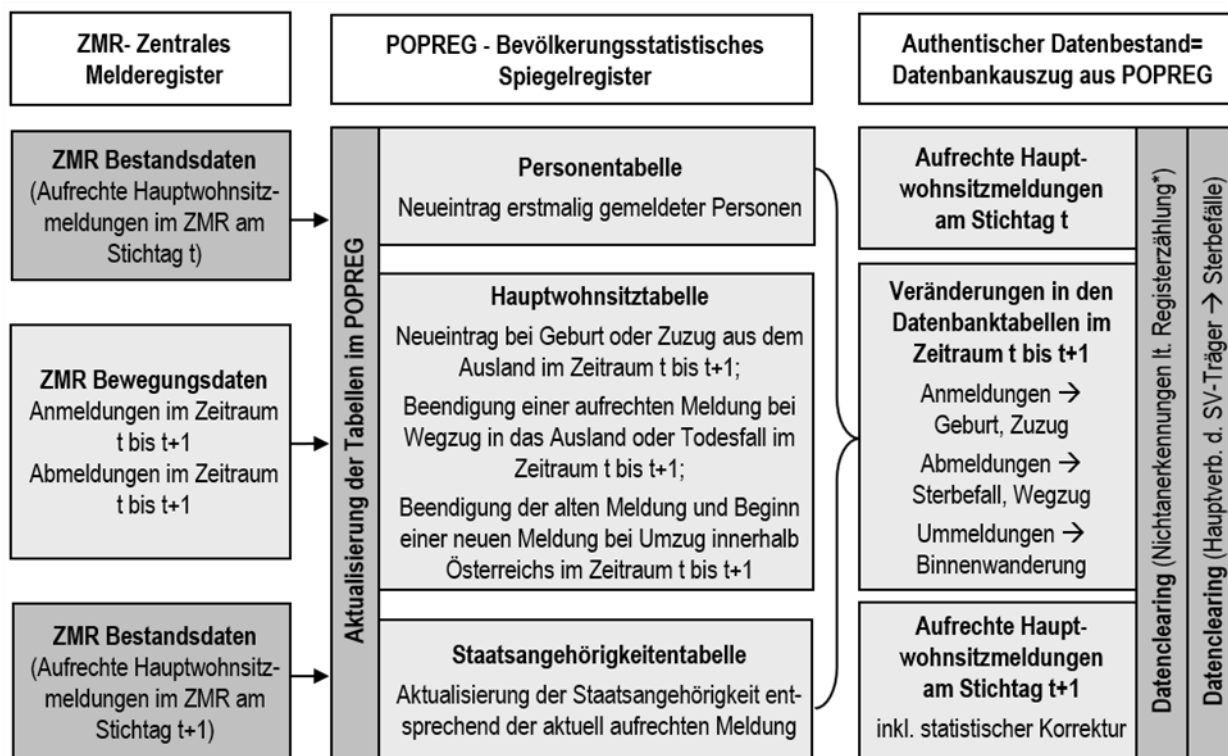 ZMR- Zentrales
Melderegister
POPREG - Bevölkerungsstatistisches
Spiegelregister
Authentischer Datenbestand=
Datenbankauszug aus POPREG
ZMR Bestandsdaten
(Aufrechte Hauptwohnsitz-
meldungen im ZMR am
Stichtag t)
ZMR Bewegungsdaten
Anmeldungen im Zeitraum
t bis t+1
Abmeldungen im Zeitraum
t bis t+1
ZMR Bestandsdaten
(Aufrechte Hauptwohnsitz-
meldungen im ZMR am
Stichtag t+1)
Aktualisierung der Tabellen im POPREG
Personentabelle
Neueintrag erstmalig gemeldeter Personen
Hauptwohnsitztabelle
Neueintrag bei Geburt oder Zuzug aus dem
Ausland im Zeitraum t bis t+1;
Beendigung einer aufrechten Meldung bei
Wegzug in das Ausland oder Todesfall im
Zeitraum t bis t+1;
Beendigung der alten Meldung und Beginn
einer neuen Meldung bei Umzug innerhalb
Österreichs im Zeitraum t bis t+1
Staatsangehörigkeitentabelle
Aktualisierung der Staatsangehörigkeit ent-
sprechend der aktuell aufrechten Meldung
Aufrechte Haupt-
wohnsitzmeldungen
am Stichtag t
Veränderungen in den
Datenbanktabellen im
Zeitraum t bis t+1
Anmeldungen →
Geburt, Zuzug
Abmeldungen →
Sterbefall, Wegzug
Ummeldungen →
Binnenwanderung
Aufrechte Haupt-
wohnsitzmeldungen
am Stichtag t+1
inkl. statistischer Korrektur
Datenclearing (Nichtanerkennungen lt. Registerzählung*)
Datenclearing (Hauptverb. d. SV-Träger → Sterbefälle)